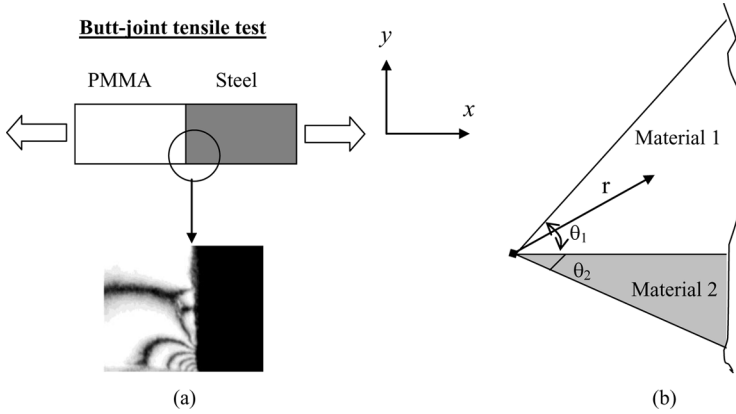 Butt-joint tensile test
PMMA
Steel
y
x
(a)
Material 1
r
θ1
θ2
Material 2
(b)